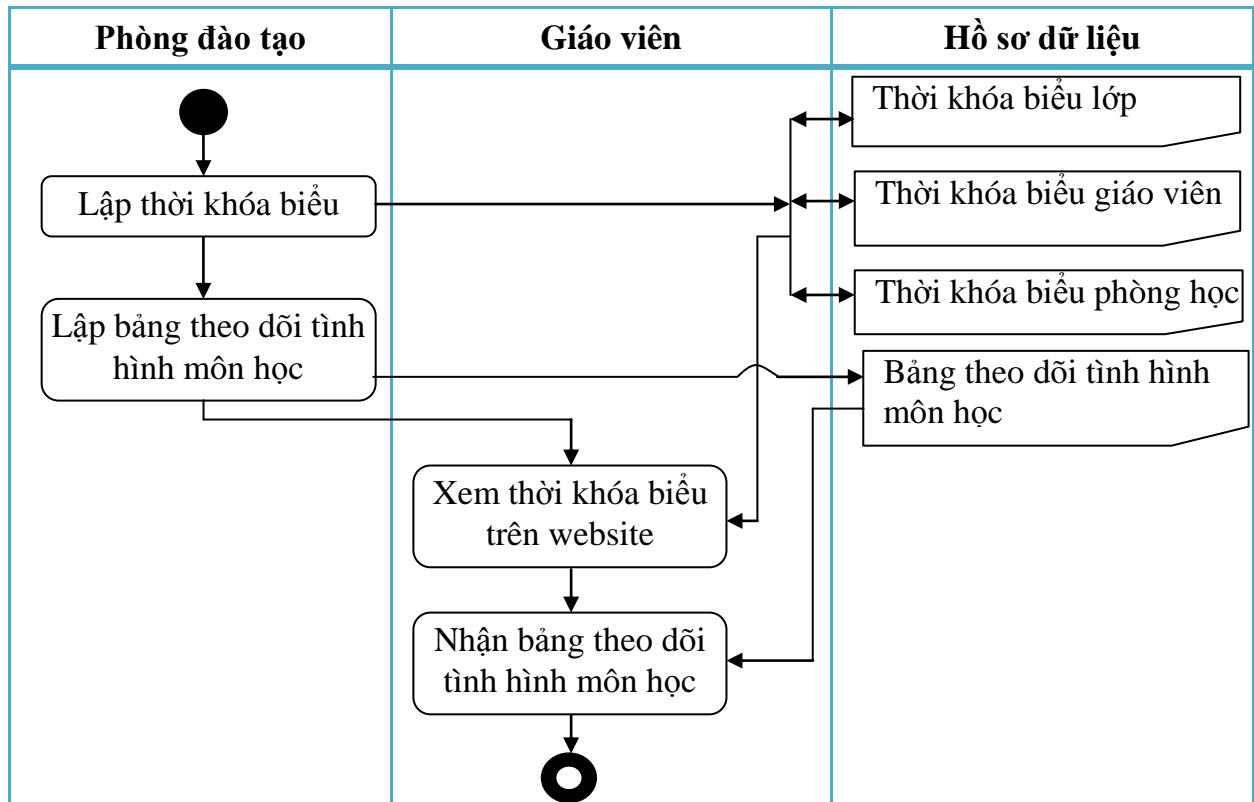 Phòng đào tạo
Giáo viên
Hồ sơ dữ liệu
Thời khóa biểu lớp
Lập thời khóa biểu
Thời khóa biểu giáo viên
Thời khóa biểu phòng học
Lập bảng theo dõi tình
hình môn học
Bảng theo dõi tình hình
môn học
Xem thời khóa biểu
trên website
Nhận bảng theo dõi
tình hình môn học